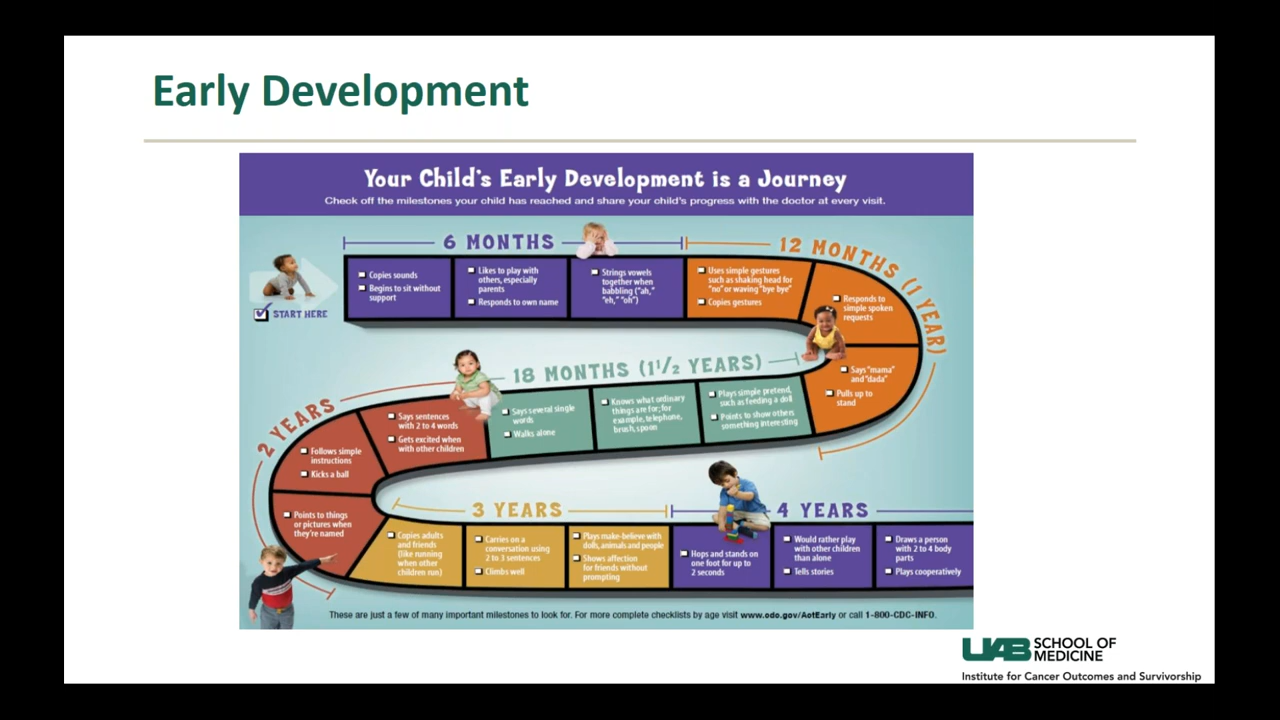 Early Development
Your Child's Early Development is a Journey
Check off the milestones your child has reached and share your child's progress with the doctor at every visit.
START HERE
6 MONTHS
Copies sounds
Begins to sit without
support
Likes to play with
others, especially
parents
Responds to own name
Strings vowels
together when
babbling ("ah,"
"eh," "oh")
12 MONTHS (1 YEAR)
Uses simple gestures
such as shaking head for
"no" or waving "bye bye"
Copies gestures
Responds to
simple spoken
requests
Says "mama"
and "dada"
Pulls up to
stand
18 MONTHS (1 1/2 YEARS)
Plays simple pretend,
such as feeding a doll
Points to show others
something interesting
Knows what ordinary
things are for; for
example, telephone,
brush, spoon
Says several single
words
Walks alone
2 YEARS
Says sentences
with 2 to 4 words
Gets excited when
with other children
Follows simple
instructions
Kicks a ball
Points to things
or pictures when
they're named
3 YEARS
Copies adults
and friends
(like running
when other
children run)
Carries on a
conversation using
2 to 3 sentences
Climbs well
Plays make-believe with
dolls, animals and people
Shows affection
for friends without
prompting
4 YEARS
Hops and stands on
one foot for up to
2 seconds
Would rather play
with other children
than alone
Tells stories
Draws a person
with 2 to 4 body
parts
Plays cooperatively
These are just a few of many important milestones to look for. For more complete checklists by age visit www.odo.gov/AotEarly or call 1-800-CDC-INFO.
UAB SCHOOL OF
MEDICINE
Institute for Cancer Outcomes and Survivorship